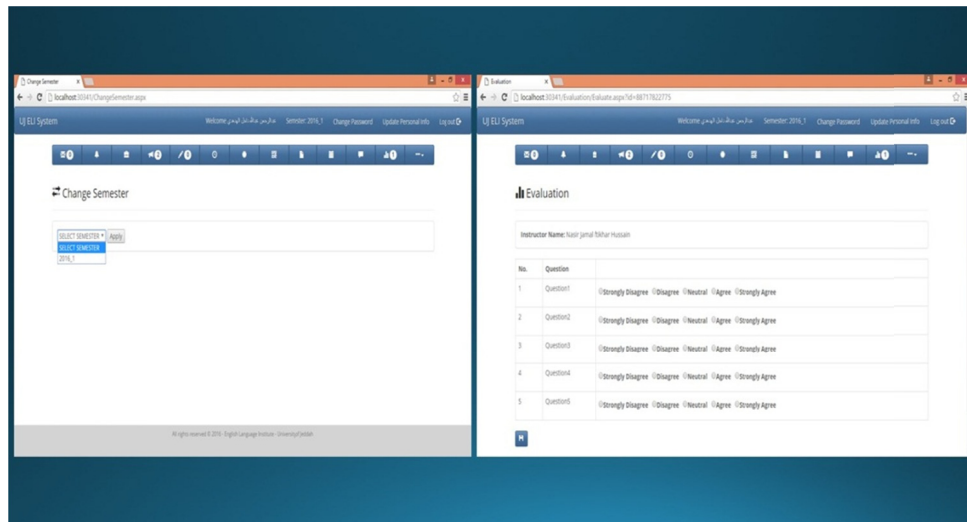 Change Semester
localhost:30341/ChangeSemester.aspx
UJ ELI System
Welcome Semester: 2016_1 Change Password Update Personal Info Log out
Change Semester
SELECT SEMESTER Apply
SELECT SEMESTER
2016_1
All rights reserved © 2016 - English Language Institute - University of Jeddah
Evaluation
localhost:30341/Evaluation/Evaluate.aspx?id=88717822775
UJ ELI System
Welcome Semester: 2016_1 Change Password Update Personal Info Log out
Evaluation
Instructor Name: Nasir Jamal Iftikhar Hussain
No. Question
1 Question1 Strongly Disagree Disagree Neutral Agree Strongly Agree
2 Question2 Strongly Disagree Disagree Neutral Agree Strongly Agree
3 Question3 Strongly Disagree Disagree Neutral Agree Strongly Agree
4 Question4 Strongly Disagree Disagree Neutral Agree Strongly Agree
5 Question5 Strongly Disagree Disagree Neutral Agree Strongly Agree